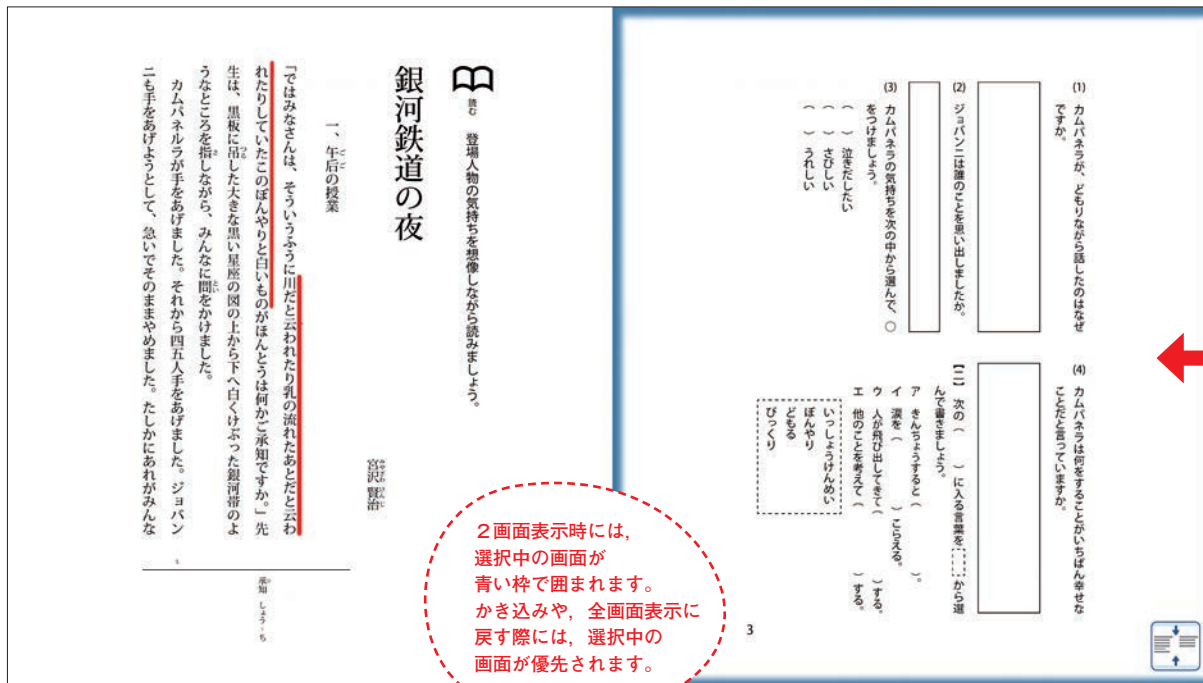 (1) カムパネラが、どもりながら話したのはなぜ
ですか。
(2) ジョバンニは誰のことを思い出しましたか。
(3) カムパネラの気持ちを次の中から選んで、○
をつけましょう。
( ) 泣きだしたい
( ) さびしい
( ) うれしい
(4) カムパネラは何をすることがいちばん幸せな
ことだと言っていますか。
【二】 次の( )に入る言葉を から選
んで書きましょう。
ア きんちょうすると( )。
イ 涙を( )こらえる。
ウ 人が飛び出してきて( )する。
エ 他のことを考えて( )する。
いっしょうけんめい
ぼんやり
どもる
びっくり
3
読む 登場人物の気持ちを想像しながら読みましょう。
銀河鉄道の夜
宮沢 賢治
みやざわ けんじ
一、午后の授業
ごご
「ではみなさんは、そういうふうに川だと云われたり乳の流れたあとだと云わ
れたりしていたこのぼんやりと白いものがほんとうは何かご承知ですか。」先
生は、黒板に吊した大きな黒い星座の図の上から下へ白くけぶった銀河帯のよ
つる
うなところを指しながら、みんなに問をかけました。
さ
とい
カムパネルラが手をあげました。それから四五人手をあげました。ジョバン
ニも手をあげようとして、急いでそのままやめました。たしかにあれがみんな
承知 しょう・ち
2画面表示時には,
選択中の画面が
青い枠で囲まれます。
かき込みや,全画面表示に
戻す際には,選択中の
画面が優先されます。